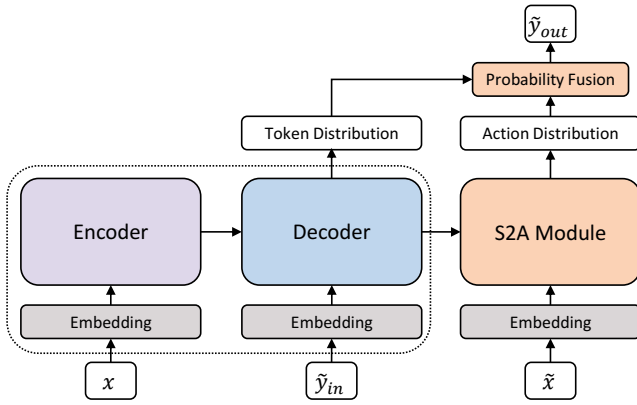 ỹ_out
Probability Fusion
Token Distribution
Action Distribution
Encoder
Decoder
S2A Module
Embedding
Embedding
Embedding
x
ỹ_in
x̃